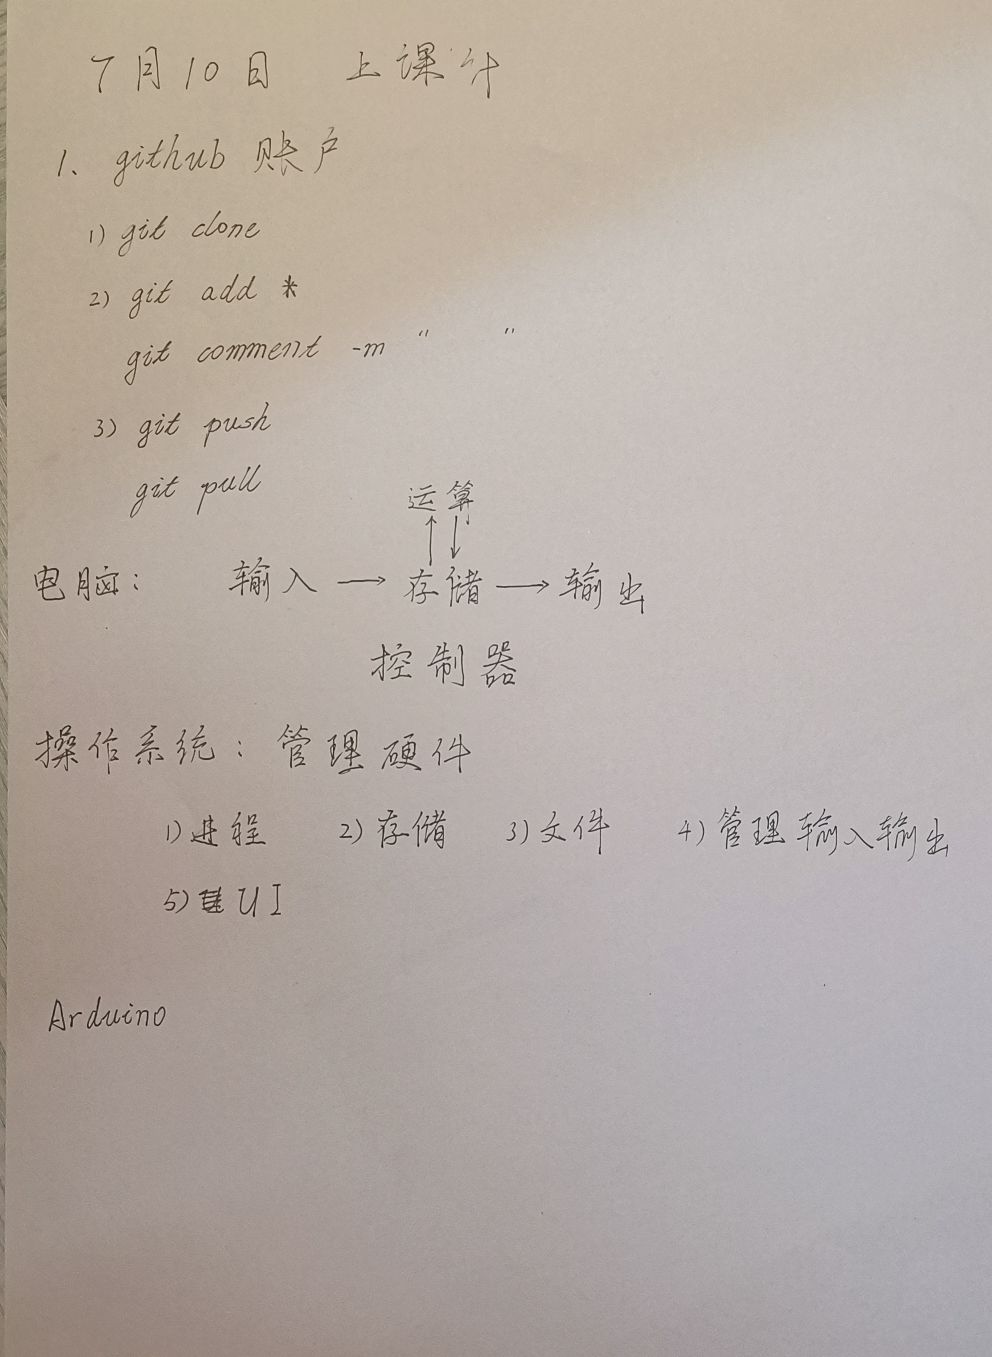 7月10日 上课
1、github 账户
1) git clone
2) git add *
git comment -m " "
3) git push
git pull
运算
↑↓
电脑: 输入 → 存储 → 输出
控制器
操作系统: 管理硬件
1) 进程 2) 存储 3) 文件 4) 管理输入输出
5) UI
Arduino